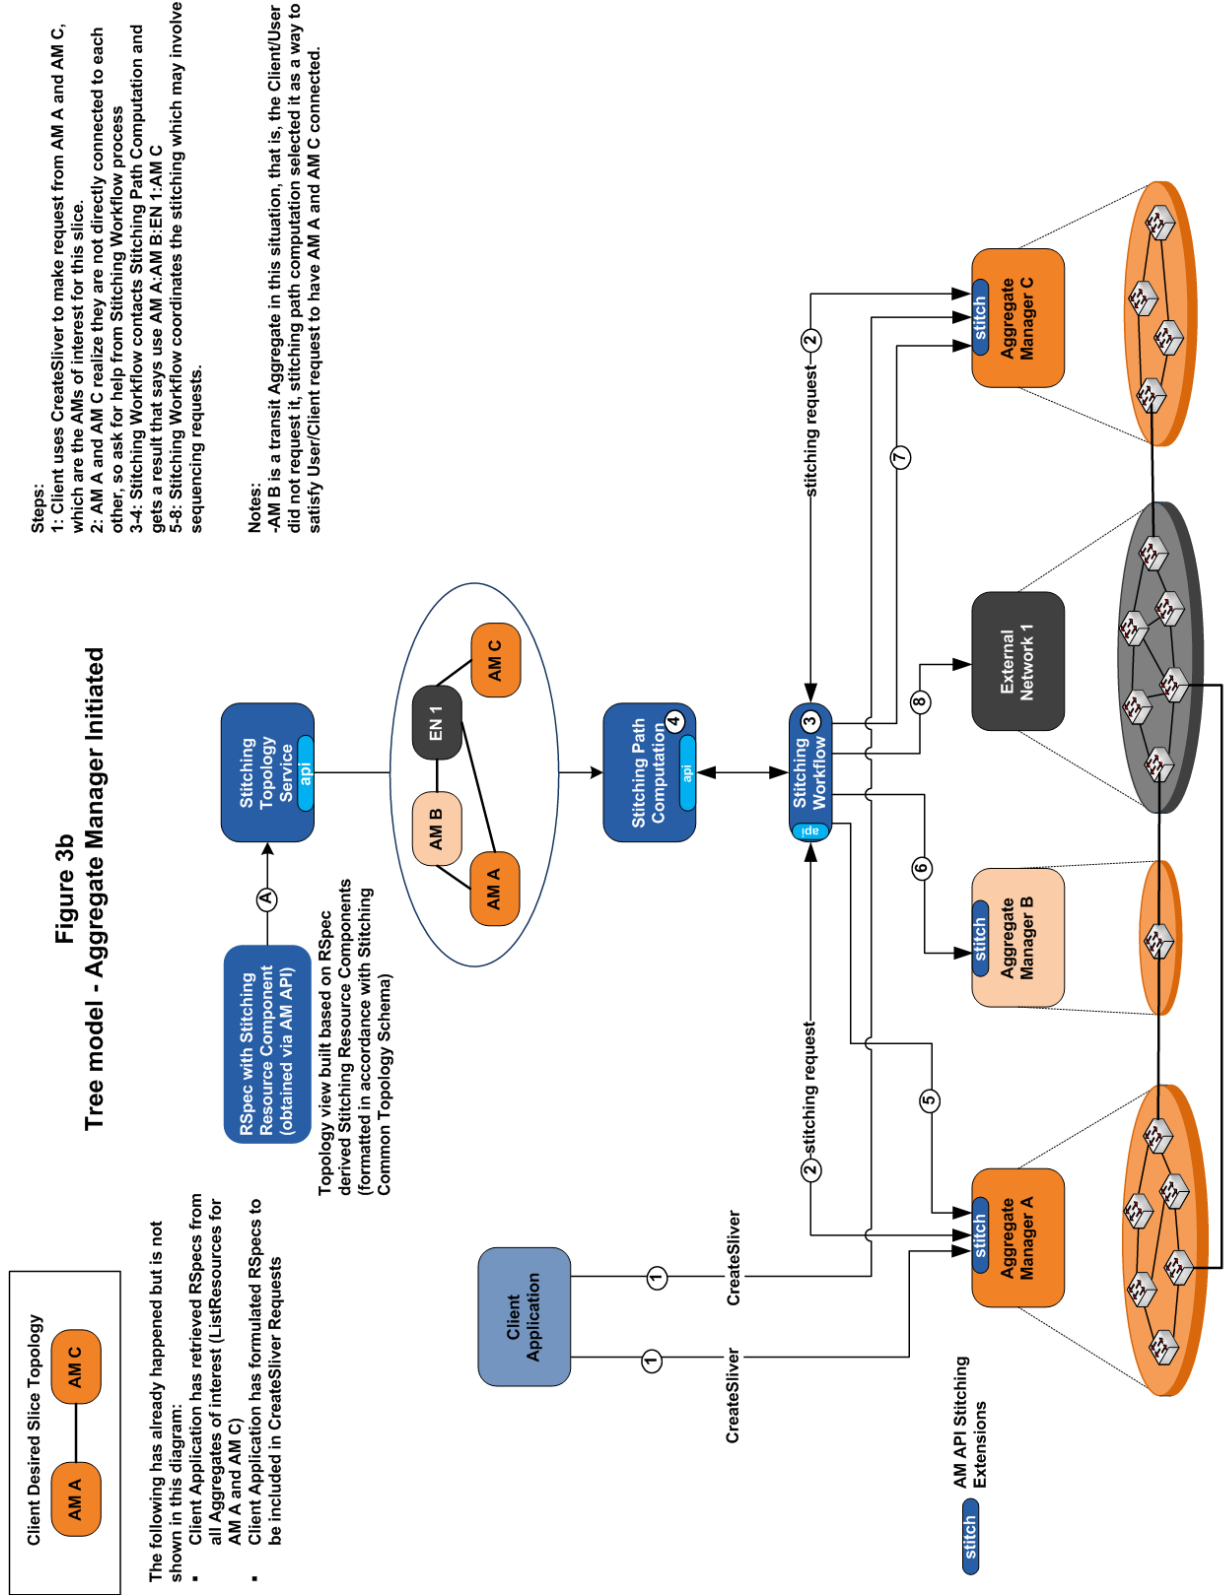 Figure 3b
Tree model - Aggregate Manager Initiated
Client Desired Slice Topology
AM A
AM C
The following has already happened but is not
shown in this diagram:
▪ Client Application has retrieved RSpecs from
all Aggregates of interest (ListResources for
AM A and AM C)
▪ Client Application has formulated RSpecs to
be included in CreateSliver Requests
Steps:
1: Client uses CreateSliver to make request from AM A and AM C,
which are the AMs of interest for this slice.
2: AM A and AM C realize they are not directly connected to each
other, so ask for help from Stitching Workflow process
3-4: Stitching Workflow contacts Stitching Path Computation and
gets a result that says use AM A:AM B:EN 1:AM C
5-8: Stitching Workflow coordinates the stitching which may involve
sequencing requests.
Notes:
-AM B is a transit Aggregate in this situation, that is, the Client/User
did not request it, stitching path computation selected it as a way to
satisfy User/Client request to have AM A and AM C connected.
RSpec with Stitching
Resource Component
(obtained via AM API)
A
Stitching
Topology
Service
api
Topology view built based on RSpec
derived Stitching Resource Components
(formatted in accordance with Stitching
Common Topology Schema)
AM A
AM B
EN 1
AM C
Client
Application
Stitching Path
Computation
4
api
1
1
CreateSliver
CreateSliver
api
Stitching
Workflow
3
2
stitching request
stitching request
2
5
6
8
7
AM API Stitching
Extensions
stitch
stitch
Aggregate
Manager A
stitch
Aggregate
Manager B
External
Network 1
stitch
Aggregate
Manager C